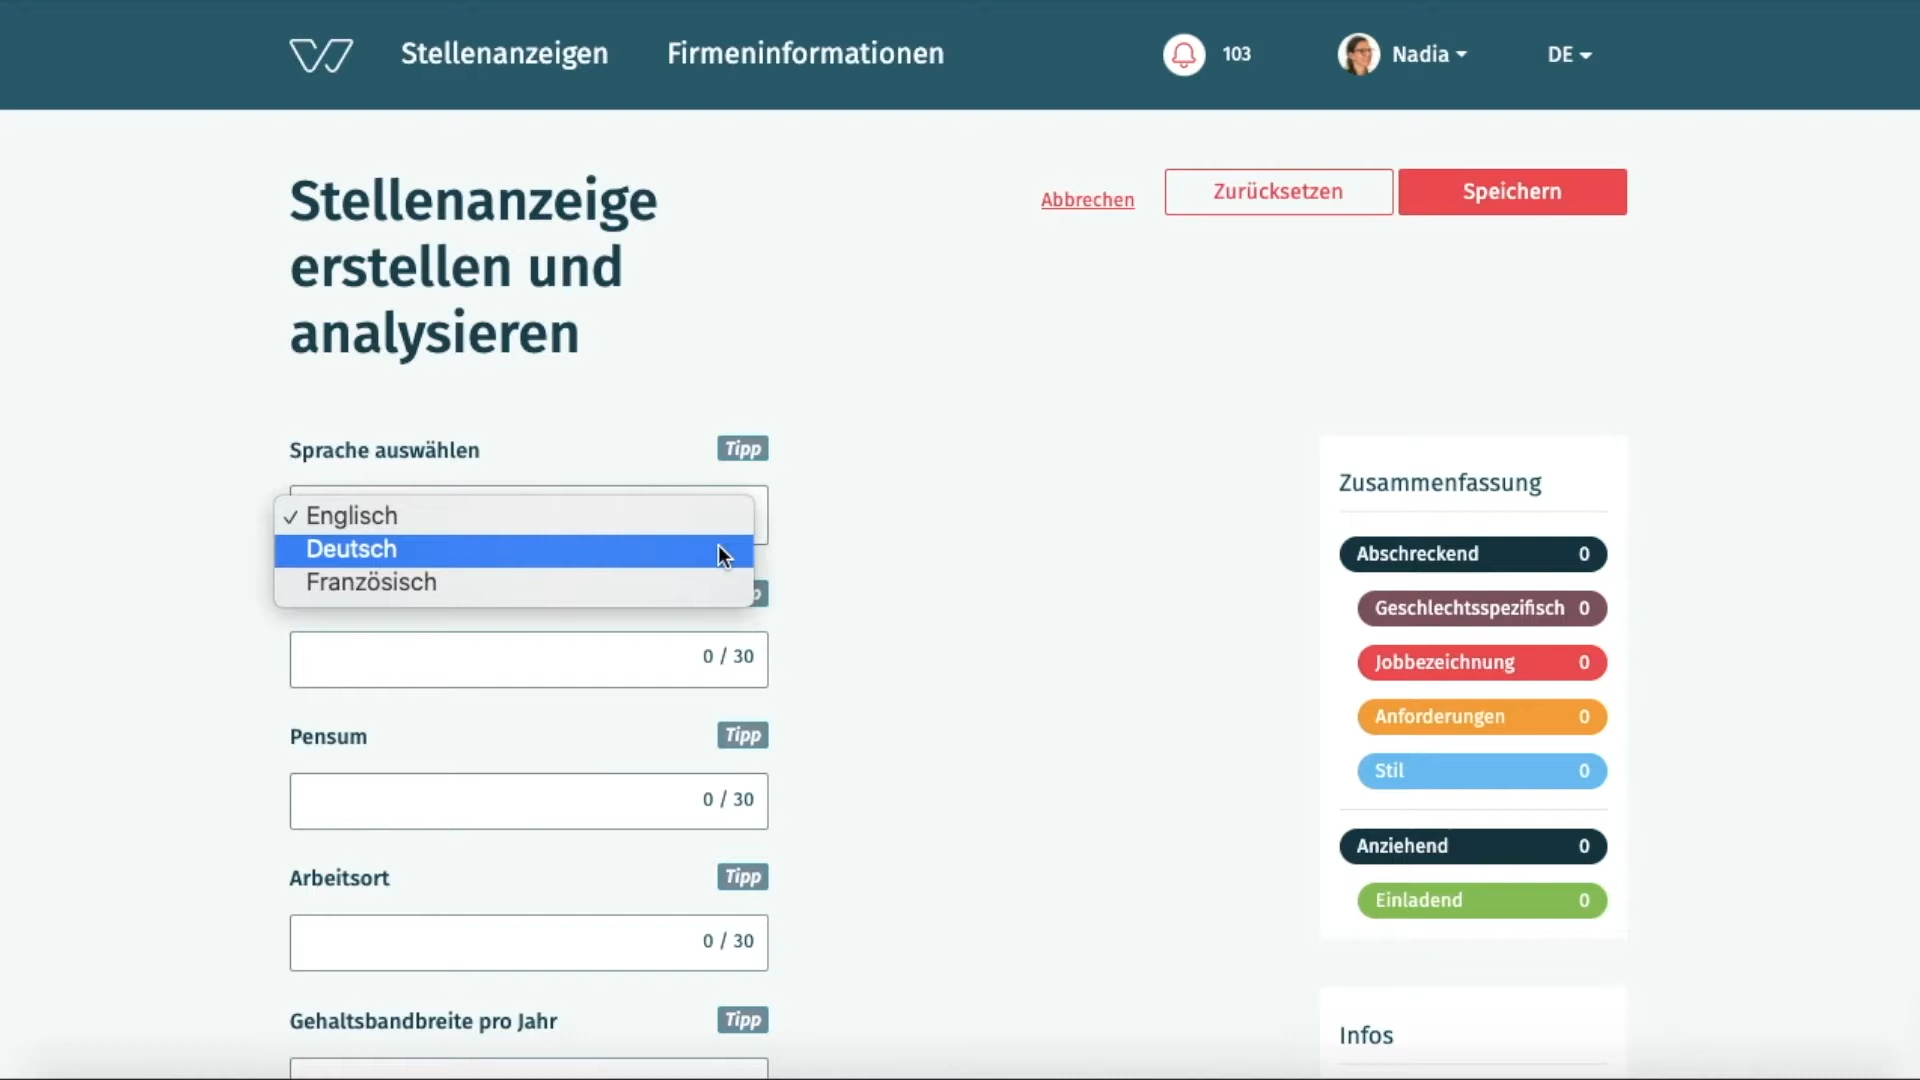 Stellenanzeigen Firmeninformationen 103 Nadia DE
Stellenanzeige
erstellen und
analysieren
Abbrechen Zurücksetzen Speichern
Sprache auswählen Tipp
✓ Englisch
Deutsch
Französisch
0 / 30
Pensum Tipp
0 / 30
Arbeitsort Tipp
0 / 30
Gehaltsbandbreite pro Jahr Tipp
Zusammenfassung
Abschreckend 0
Geschlechtsspezifisch 0
Jobbezeichnung 0
Anforderungen 0
Stil 0
Anziehend 0
Einladend 0
Infos